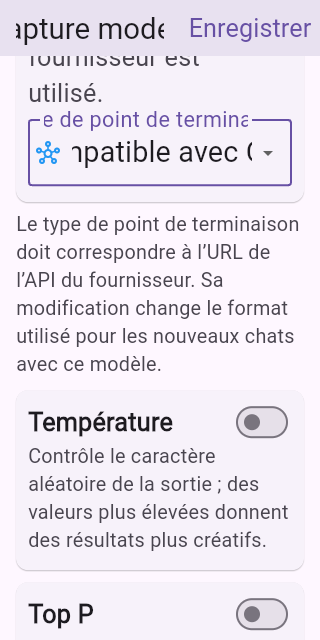 apture mod
Enregistrer
fournisseur est
utilisé.
e de point de termina
npatible avec
Le type de point de terminaison
doit correspondre à l’URL de
l’API du fournisseur. Sa
modification change le format
utilisé pour les nouveaux chats
avec ce modèle.
Température
Contrôle le caractère
aléatoire de la sortie ; des
valeurs plus élevées donnent
des résultats plus créatifs.
Top P